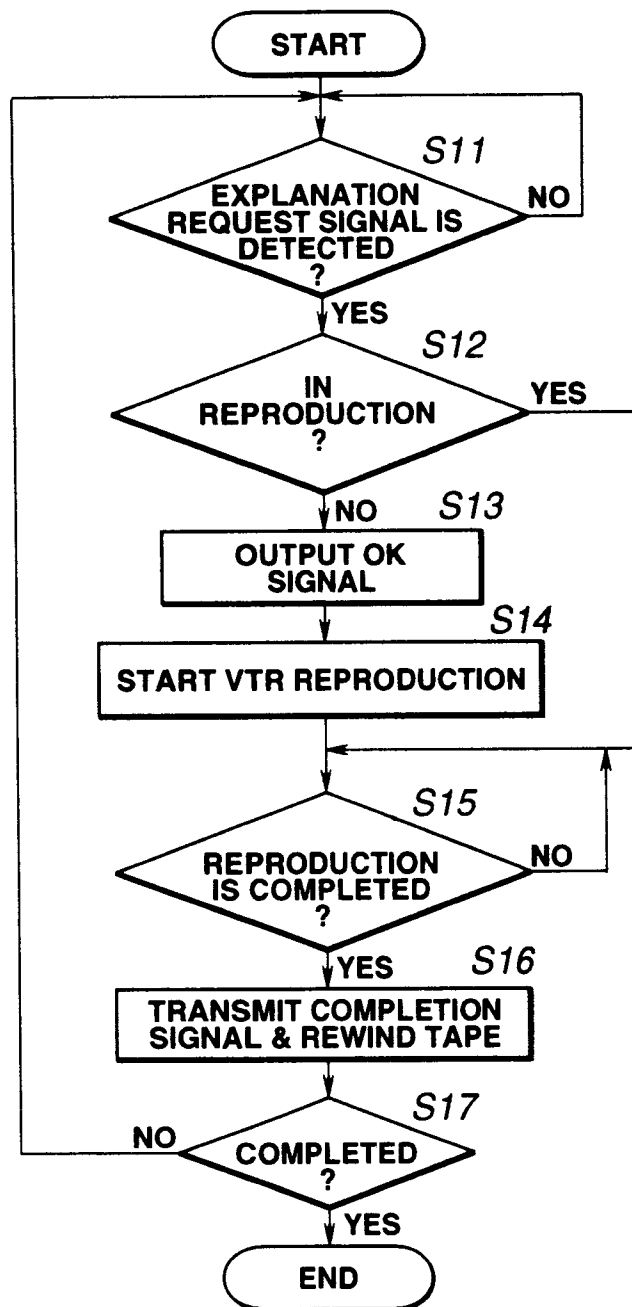 START
S11
EXPLANATION
REQUEST SIGNAL IS
DETECTED
?
NO
YES
S12
IN
REPRODUCTION
?
YES
NO
S13
OUTPUT OK
SIGNAL
S14
START VTR REPRODUCTION
S15
REPRODUCTION
IS COMPLETED
?
NO
YES
S16
TRANSMIT COMPLETION
SIGNAL & REWIND TAPE
S17
NO
COMPLETED
?
YES
END